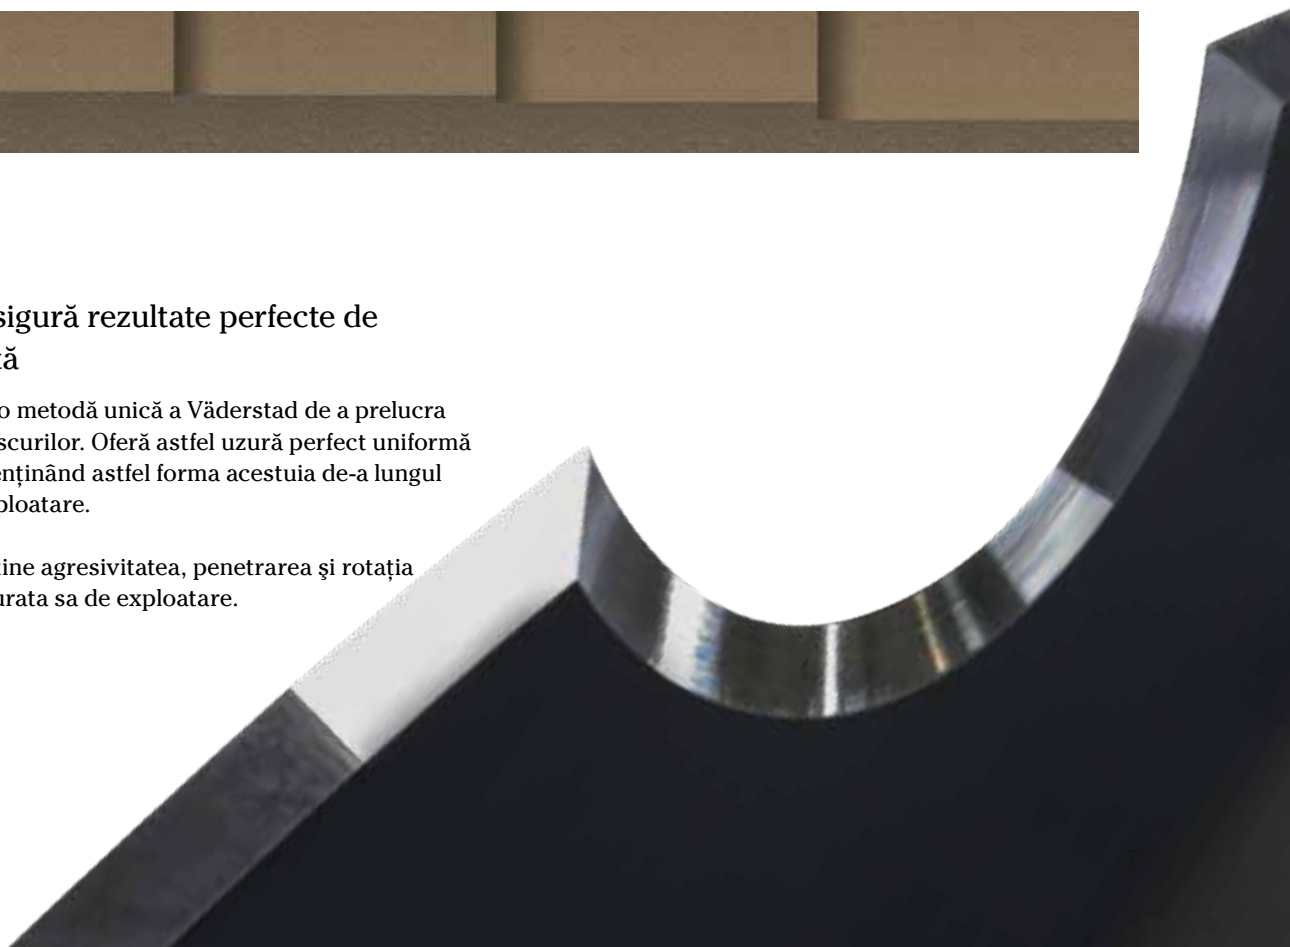 sigură rezultate perfecte de
tă
o metodă unică a Väderstad de a prelucra
scurilor. Oferă astfel uzură perfect uniformă
enținând astfel forma acestuia de-a lungul
ploatare.
ine agresivitatea, penetrarea şi rotația
urata sa de exploatare.